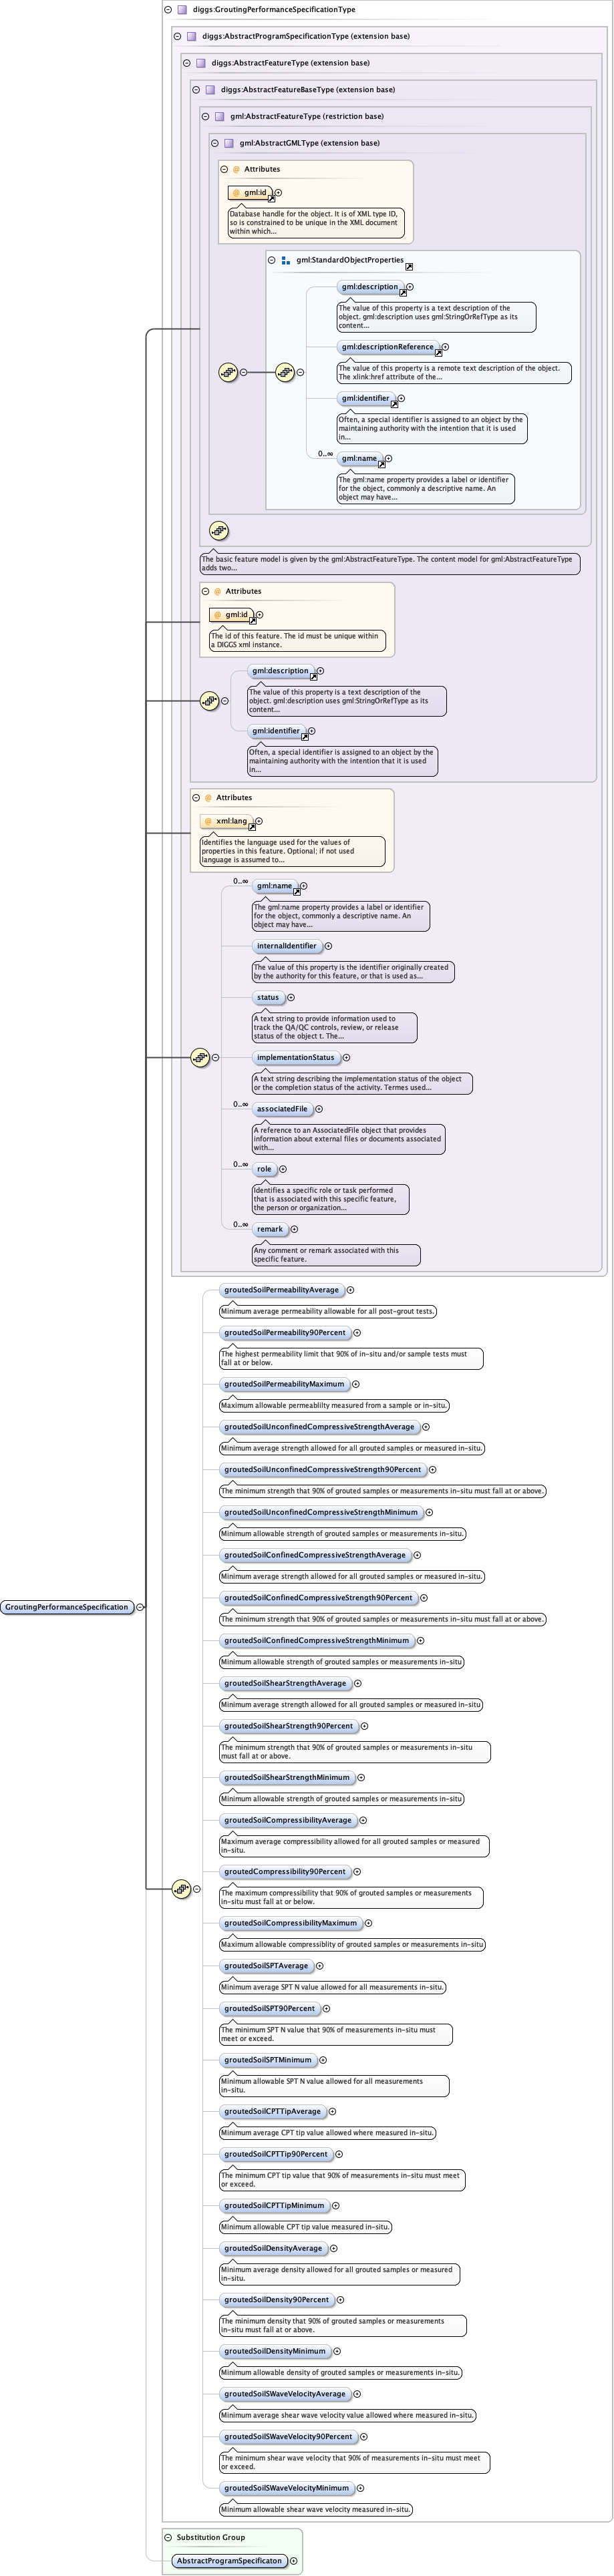 diggs:GroutingPerformanceSpecificationType
diggs:AbstractProgramSpecificationType (extension base)
diggs:AbstractFeatureType (extension base)
diggs:AbstractFeatureBaseType (extension base)
gml:AbstractFeatureType (restriction base)
gml:AbstractGMLType (extension base)
@ Attributes
@ gml:id
Database handle for the object. It is of XML type ID,
so is constrained to be unique in the XML document
within which...
gml:StandardObjectProperties
gml:description
The value of this property is a text description of the
object. gml:description uses gml:StringOrRefType as its
content...
gml:descriptionReference
The value of this property is a remote text description of the object.
The xlink:href attribute of the...
gml:identifier
Often, a special identifier is assigned to an object by the
maintaining authority with the intention that it is used
in...
0..∞
gml:name
The gml:name property provides a label or identifier
for the object, commonly a descriptive name. An
object may have...
The basic feature model is given by the gml:AbstractFeatureType. The content model for gml:AbstractFeatureType
adds two...
@ Attributes
@ gml:id
The id of this feature. The id must be unique within
a DIGGS xml instance.
gml:description
The value of this property is a text description of the
object. gml:description uses gml:StringOrRefType as its
content...
gml:identifier
Often, a special identifier is assigned to an object by the
maintaining authority with the intention that it is used
in...
@ Attributes
@ xml:lang
Identifies the language used for the values of
properties in this feature. Optional; if not used
language is assumed to...
0..∞
gml:name
The gml:name property provides a label or identifier
for the object, commonly a descriptive name. An
object may have...
internalIdentifier
The value of this property is the identifier originally created
by the authority for this feature, or that is used as...
status
A text string to provide information used to
track the QA/QC controls, review, or release
status of the object t. The...
implementationStatus
A text string describing the implementation status of the object
or the completion status of the activity. Termes used...
0..∞
associatedFile
A reference to an AssociatedFile object that provides
information about external files or documents associated
with...
0..∞
role
Identifies a specific role or task performed
that is associated with this specific feature,
the person or organization...
0..∞
remark
Any comment or remark associated with this
specific feature.
groutedSoilPermeabilityAverage
Minimum average permeability allowable for all post-grout tests.
groutedSoilPermeability90Percent
The highest permeability limit that 90% of in-situ and/or sample tests must
fall at or below.
groutedSoilPermeabilityMaximum
Maximum allowable permeablilty measured from a sample or in-situ.
groutedSoilUnconfinedCompressiveStrengthAverage
Minimum average strength allowed for all grouted samples or measured in-situ.
groutedSoilUnconfinedCompressiveStrength90Percent
The minimum strength that 90% of grouted samples or measurements in-situ must fall at or above.
groutedSoilUnconfinedCompressiveStrengthMinimum
Minimum allowable strength of grouted samples or measurements in-situ.
groutedSoilConfinedCompressiveStrengthAverage
Minimum average strength allowed for all grouted samples or measured in-situ.
groutedSoilConfinedCompressiveStrength90Percent
The minimum strength that 90% of grouted samples or measurements in-situ must fall at or above.
GroutingPerformanceSpecification
groutedSoilConfinedCompressiveStrengthMinimum
Minimum allowable strength of grouted samples or measurements in-situ
groutedSoilShearStrengthAverage
Minimum average strength allowed for all grouted samples or measured in-situ
groutedSoilShearStrength90Percent
The minimum strength that 90% of grouted samples or measurements in-situ
must fall at or above.
groutedSoilShearStrengthMinimum
Minimum allowable strength of grouted samples or measurements in-situ
groutedSoilCompressibilityAverage
Maximum average compressibility allowed for all grouted samples or measured
in-situ.
groutedCompressibility90Percent
The maximum compressibility that 90% of grouted samples or measurements
in-situ must fall at or below.
groutedSoilCompressibilityMaximum
Maximum allowable compressiblity of grouted samples or measurements in-situ
groutedSoilSPTAverage
Minimum average SPT N value allowed for all measurements in-situ.
groutedSoilSPT90Percent
The minimum SPT N value that 90% of measurements in-situ must
meet or exceed.
groutedSoilSPTMinimum
Minimum allowable SPT N value allowed for all measurements
in-situ.
groutedSoilCPTTipAverage
Minimum average CPT tip value allowed where measured in-situ.
groutedSoilCPTTip90Percent
The minimum CPT tip value that 90% of measurements in-situ must meet
or exceed.
groutedSoilCPTTipMinimum
Minimum allowable CPT tip value measured in-situ.
groutedSoilDensityAverage
Minimum average density allowed for all grouted samples or measured
in-situ.
groutedSoilDensity90Percent
The minimum density that 90% of grouted samples or measurements
in-situ must fall at or above.
groutedSoilDensityMinimum
Minimum allowable density of grouted samples or measurements in-situ.
groutedSoilSWaveVelocityAverage
Minimum average shear wave velocity value allowed where measured in-situ.
groutedSoilSWaveVelocity90Percent
The minimum shear wave velocity that 90% of measurements in-situ must meet
or exceed.
groutedSoilSWaveVelocityMinimum
Minimum allowable shear wave velocity measured in-situ.
Substitution Group
AbstractProgramSpecificaton